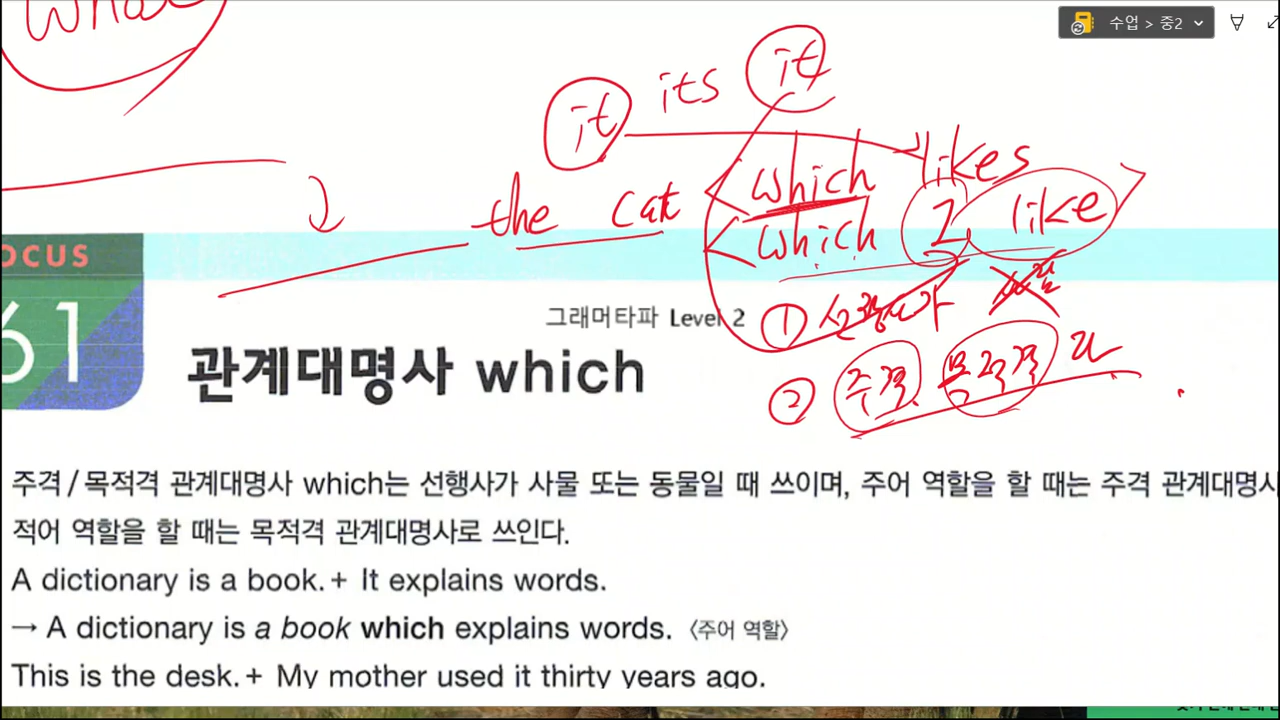 What
수업 > 중2
it its it
which likes
the cat
which I like
① 선행사가 사물
FOCUS
61
그래머타파 Level 2
② 주격 목적격 다
관계대명사 which
주격/목적격 관계대명사 which는 선행사가 사물 또는 동물일 때 쓰이며, 주어 역할을 할 때는 주격 관계대명사
적어 역할을 할 때는 목적격 관계대명사로 쓰인다.
A dictionary is a book. + It explains words.
→ A dictionary is a book which explains words. 〈주어 역할〉
This is the desk. + My mother used it thirty years ago.